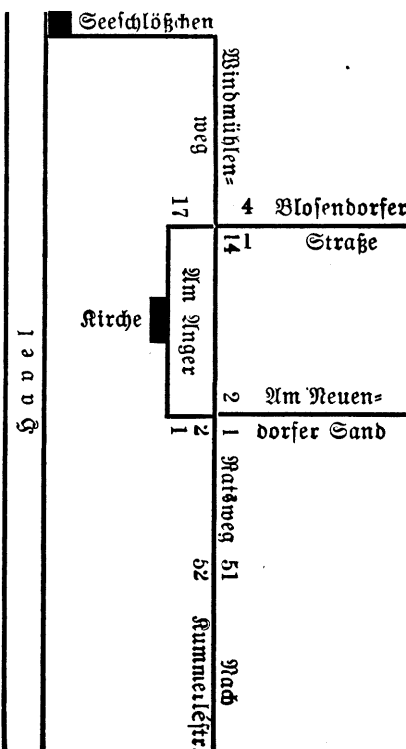 Seeſchlößchen
Windmühlen=
weg
17
4 Bloſendorfer
14 1 Straße
Kirche
Am Anger
Havel
2 Am Neuen=
1 dorfer Sand
1 2
Ratsweg
52 51
Nach
Kummerléſtr.